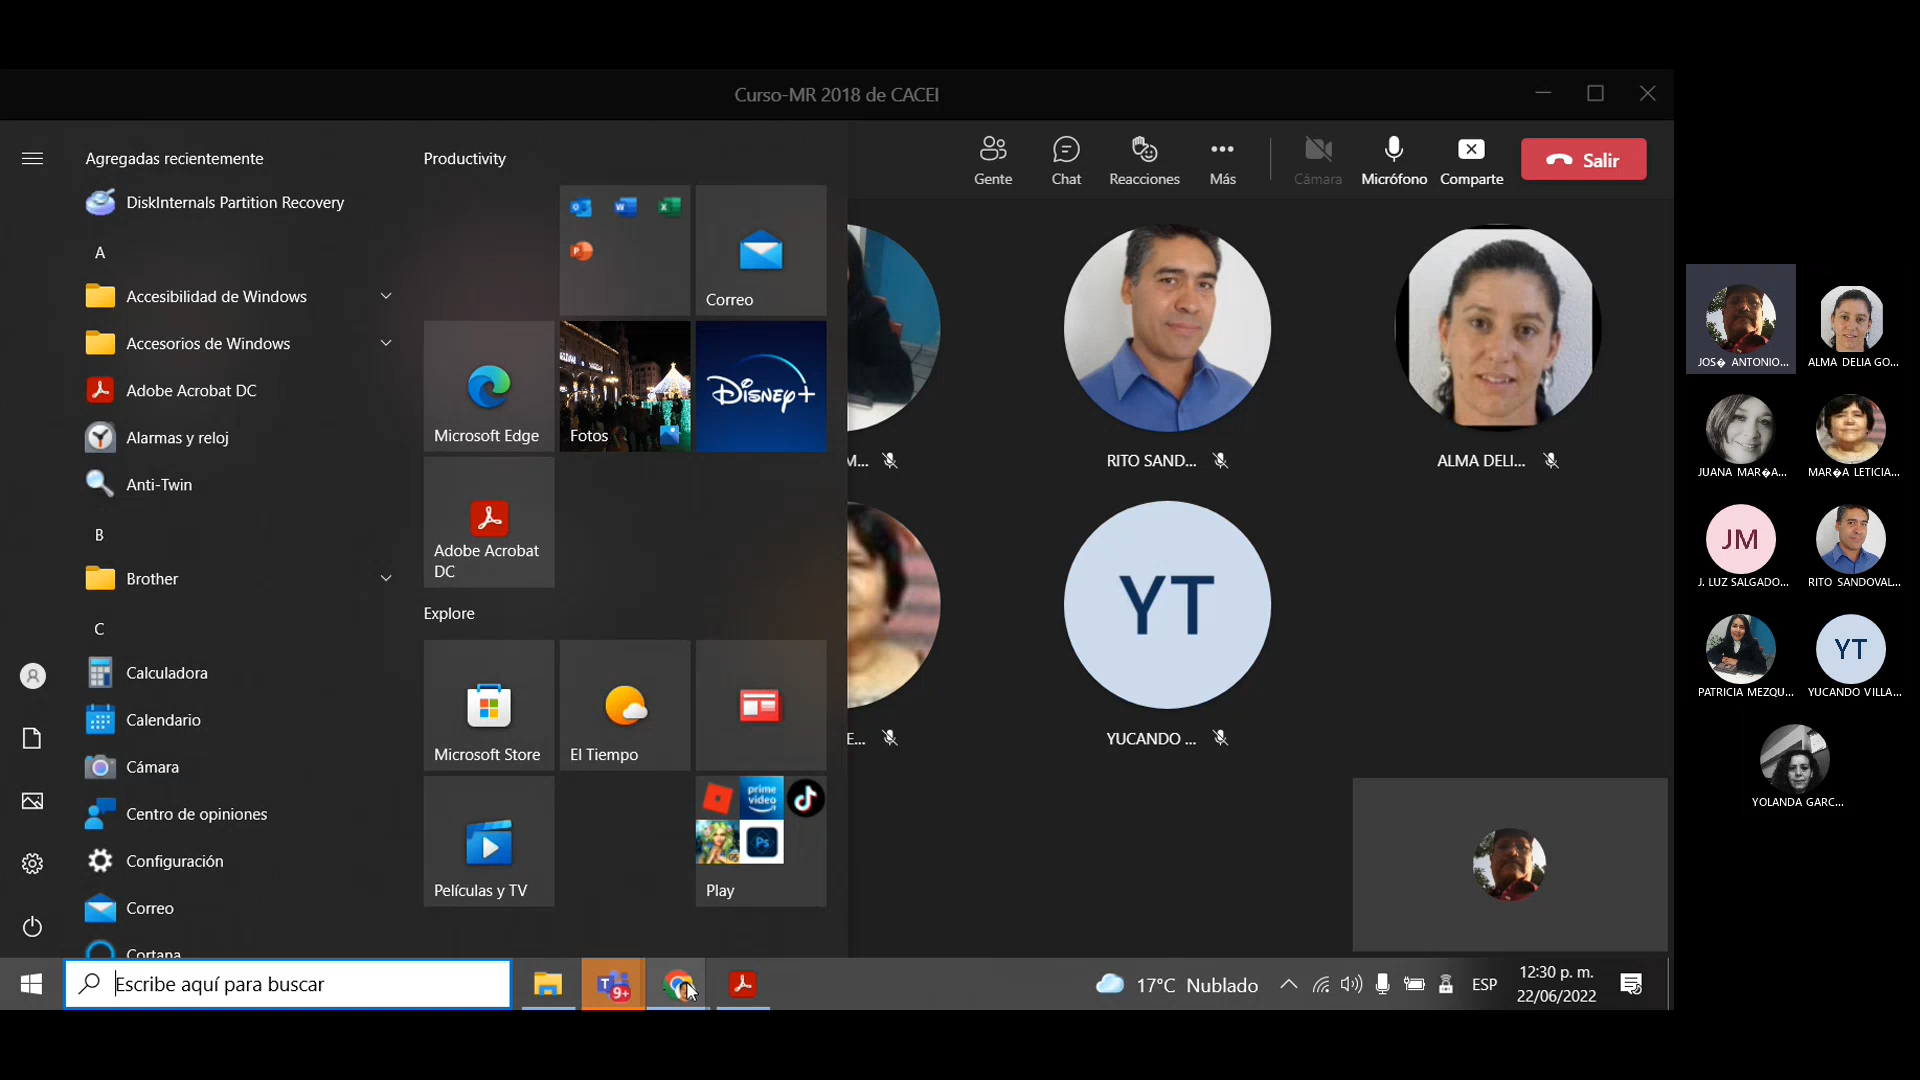 Curso-MR 2018 de CACEI
Gente
Chat
Reacciones
Más
Cámara
Micrófono
Comparte
Salir
Agregadas recientemente
DiskInternals Partition Recovery
A
Accesibilidad de Windows
Accesorios de Windows
Adobe Acrobat DC
Alarmas y reloj
Anti-Twin
B
Brother
C
Calculadora
Calendario
Cámara
Centro de opiniones
Configuración
Correo
Cortana
Productivity
Correo
Microsoft Edge
Fotos
Disney+
Adobe Acrobat
DC
Explore
Microsoft Store
El Tiempo
Películas y TV
prime
video
Ps
Play
M...
RITO SAND...
ALMA DELI...
E...
YT
YUCANDO ...
JOS� ANTONIO...
ALMA DELIA GO...
JUANA MAR�A...
MAR�A LETICIA...
JM
J. LUZ SALGADO...
RITO SANDOVAL...
PATRICIA MEZQU...
YT
YUCANDO VILLA...
YOLANDA GARC...
Escribe aquí para buscar
9+
17°C Nublado
ESP
12:30 p. m.
22/06/2022